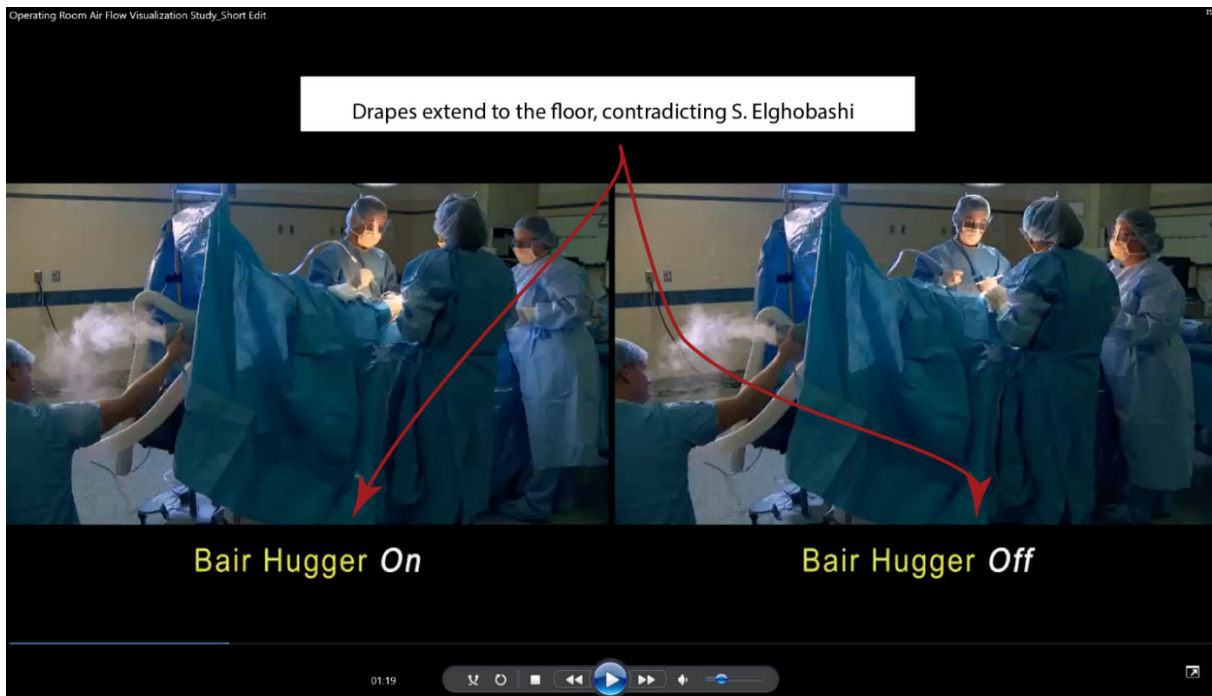 Operating Room Air Flow Visualization Study_Short Edit
Drapes extend to the floor, contradicting S. Elghobashi
Bair Hugger On
Bair Hugger Off
01:19